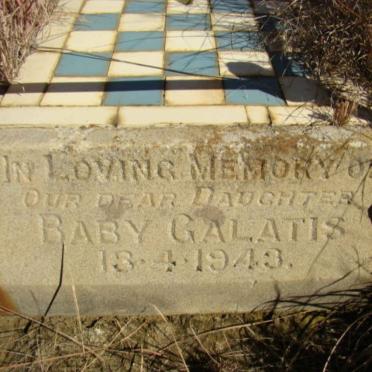 IN LOVING MEMORY OF
OUR DEAR DAUGHTER
BABY GALATIS
13·4·1943.